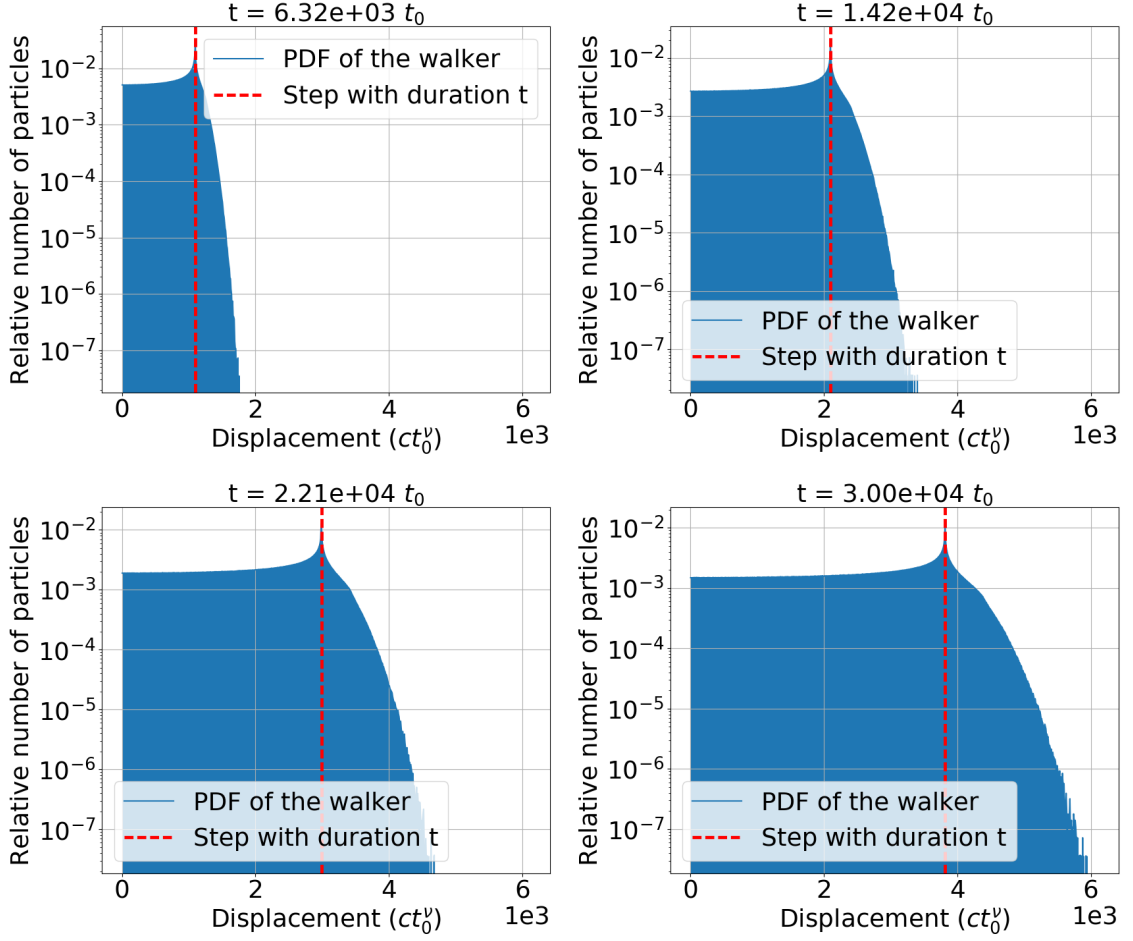 t = 6.32e+03 t₀
Relative number of particles
10⁻²
10⁻³
10⁻⁴
10⁻⁵
10⁻⁶
10⁻⁷
PDF of the walker
Step with duration t
0 2 4 6
1e3
Displacement (ct₀^ν)
t = 1.42e+04 t₀
Relative number of particles
10⁻²
10⁻³
10⁻⁴
10⁻⁵
10⁻⁶
10⁻⁷
PDF of the walker
Step with duration t
0 2 4 6
1e3
Displacement (ct₀^ν)
t = 2.21e+04 t₀
Relative number of particles
10⁻²
10⁻³
10⁻⁴
10⁻⁵
10⁻⁶
10⁻⁷
PDF of the walker
Step with duration t
0 2 4 6
1e3
Displacement (ct₀^ν)
t = 3.00e+04 t₀
Relative number of particles
10⁻²
10⁻³
10⁻⁴
10⁻⁵
10⁻⁶
10⁻⁷
PDF of the walker
Step with duration t
0 2 4 6
1e3
Displacement (ct₀^ν)